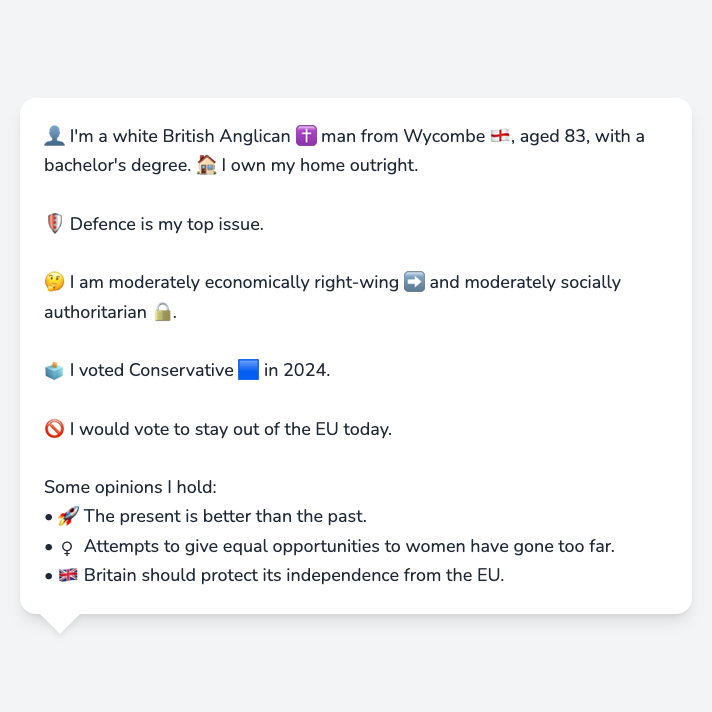 👤 I'm a white British Anglican ✝️ man from Wycombe 🏴󠁧󠁢󠁥󠁮󠁧󠁿, aged 83, with a
bachelor's degree. 🏠 I own my home outright.
🛡️ Defence is my top issue.
🤔 I am moderately economically right-wing ➡️ and moderately socially
authoritarian 🔒.
🗳️ I voted Conservative 🟦 in 2024.
🚫 I would vote to stay out of the EU today.
Some opinions I hold:
• 🚀 The present is better than the past.
• ♀ Attempts to give equal opportunities to women have gone too far.
• 🇬🇧 Britain should protect its independence from the EU.